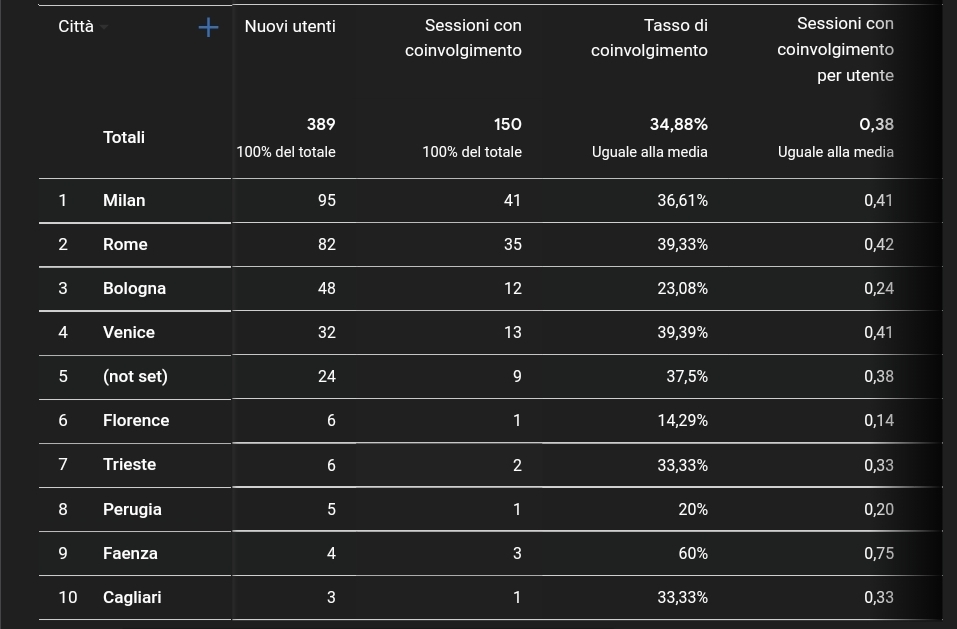 Città Nuovi utenti Sessioni con coinvolgimento Tasso di coinvolgimento Sessioni con coinvolgimento per utente
Totali 389 150 34,88% 0,38
100% del totale 100% del totale Uguale alla media Uguale alla media
1 Milan 95 41 36,61% 0,41
2 Rome 82 35 39,33% 0,42
3 Bologna 48 12 23,08% 0,24
4 Venice 32 13 39,39% 0,41
5 (not set) 24 9 37,5% 0,38
6 Florence 6 1 14,29% 0,14
7 Trieste 6 2 33,33% 0,33
8 Perugia 5 1 20% 0,20
9 Faenza 4 3 60% 0,75
10 Cagliari 3 1 33,33% 0,33